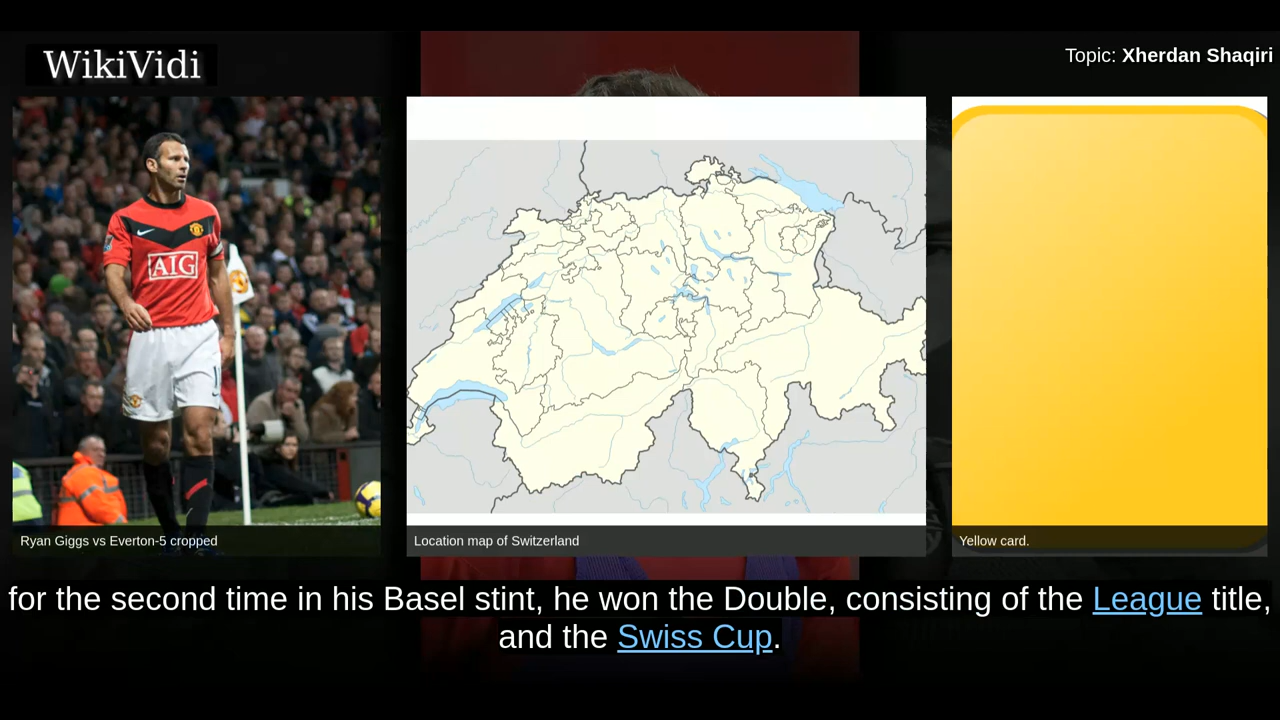 WikiVidi
Topic: Xherdan Shaqiri
AIG
Ryan Giggs vs Everton-5 cropped
Location map of Switzerland
Yellow card.
for the second time in his Basel stint, he won the Double, consisting of the League title,
and the Swiss Cup.